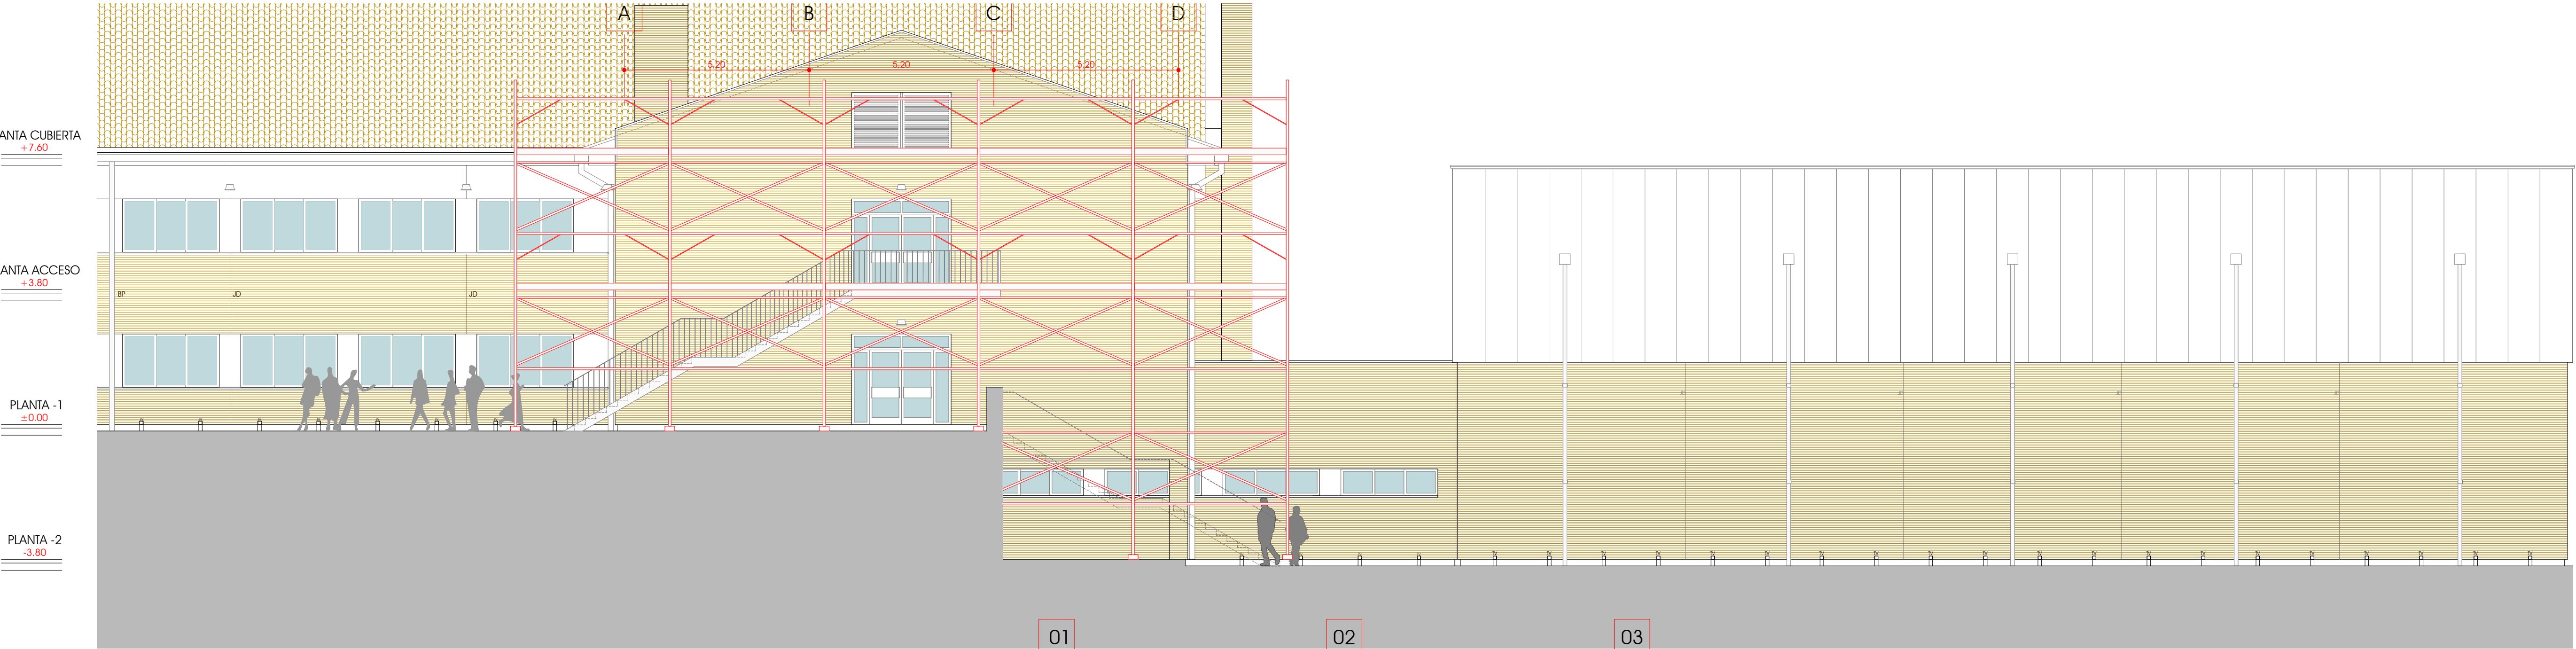 A B C D
5,20 5,20 5,20
ANTA CUBIERTA
+7.60
ANTA ACCESO
+3.80
BP JD JD
PLANTA -1
±0.00
PLANTA -2
-3.80
01 02 03